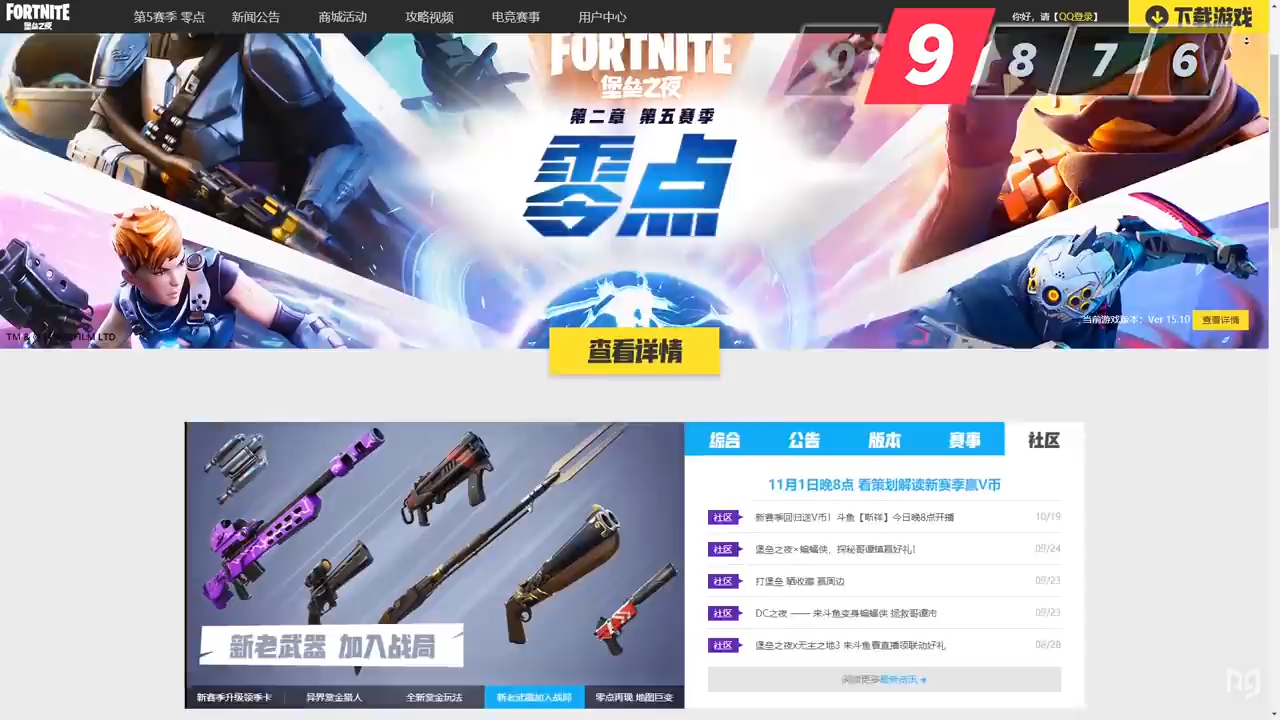 FORTNITE
堡垒之夜
第5赛季 零点
新闻公告
商城活动
攻略视频
电竞赛事
用户中心
你好，请【QQ登录】
下载游戏
FORTNITE
堡垒之夜
第二章 第五赛季
零点
9
8
7
6
当前游戏版本：Ver 15.10
查看详情
查看详情
综合
公告
版本
赛事
社区
11月1日晚8点 看策划解读新赛季赢V币
社区 新赛季回归送V币！斗鱼【斯祥】今日晚8点开播 10/19
社区 堡垒之夜×蝙蝠侠，探秘哥谭镇赢好礼！ 09/24
社区 打堡垒 晒收藏 赢周边 09/23
社区 DC之夜 —— 来斗鱼变身蝙蝠侠 拯救哥谭市 09/23
社区 堡垒之夜x无主之地3 来斗鱼看直播领联动好礼 08/28
阅读更多最新资讯
新老武器 加入战局
新赛季升级领季卡
异界赏金猎人
全新赏金玩法
新老武器加入战局
零点再现 地图巨变